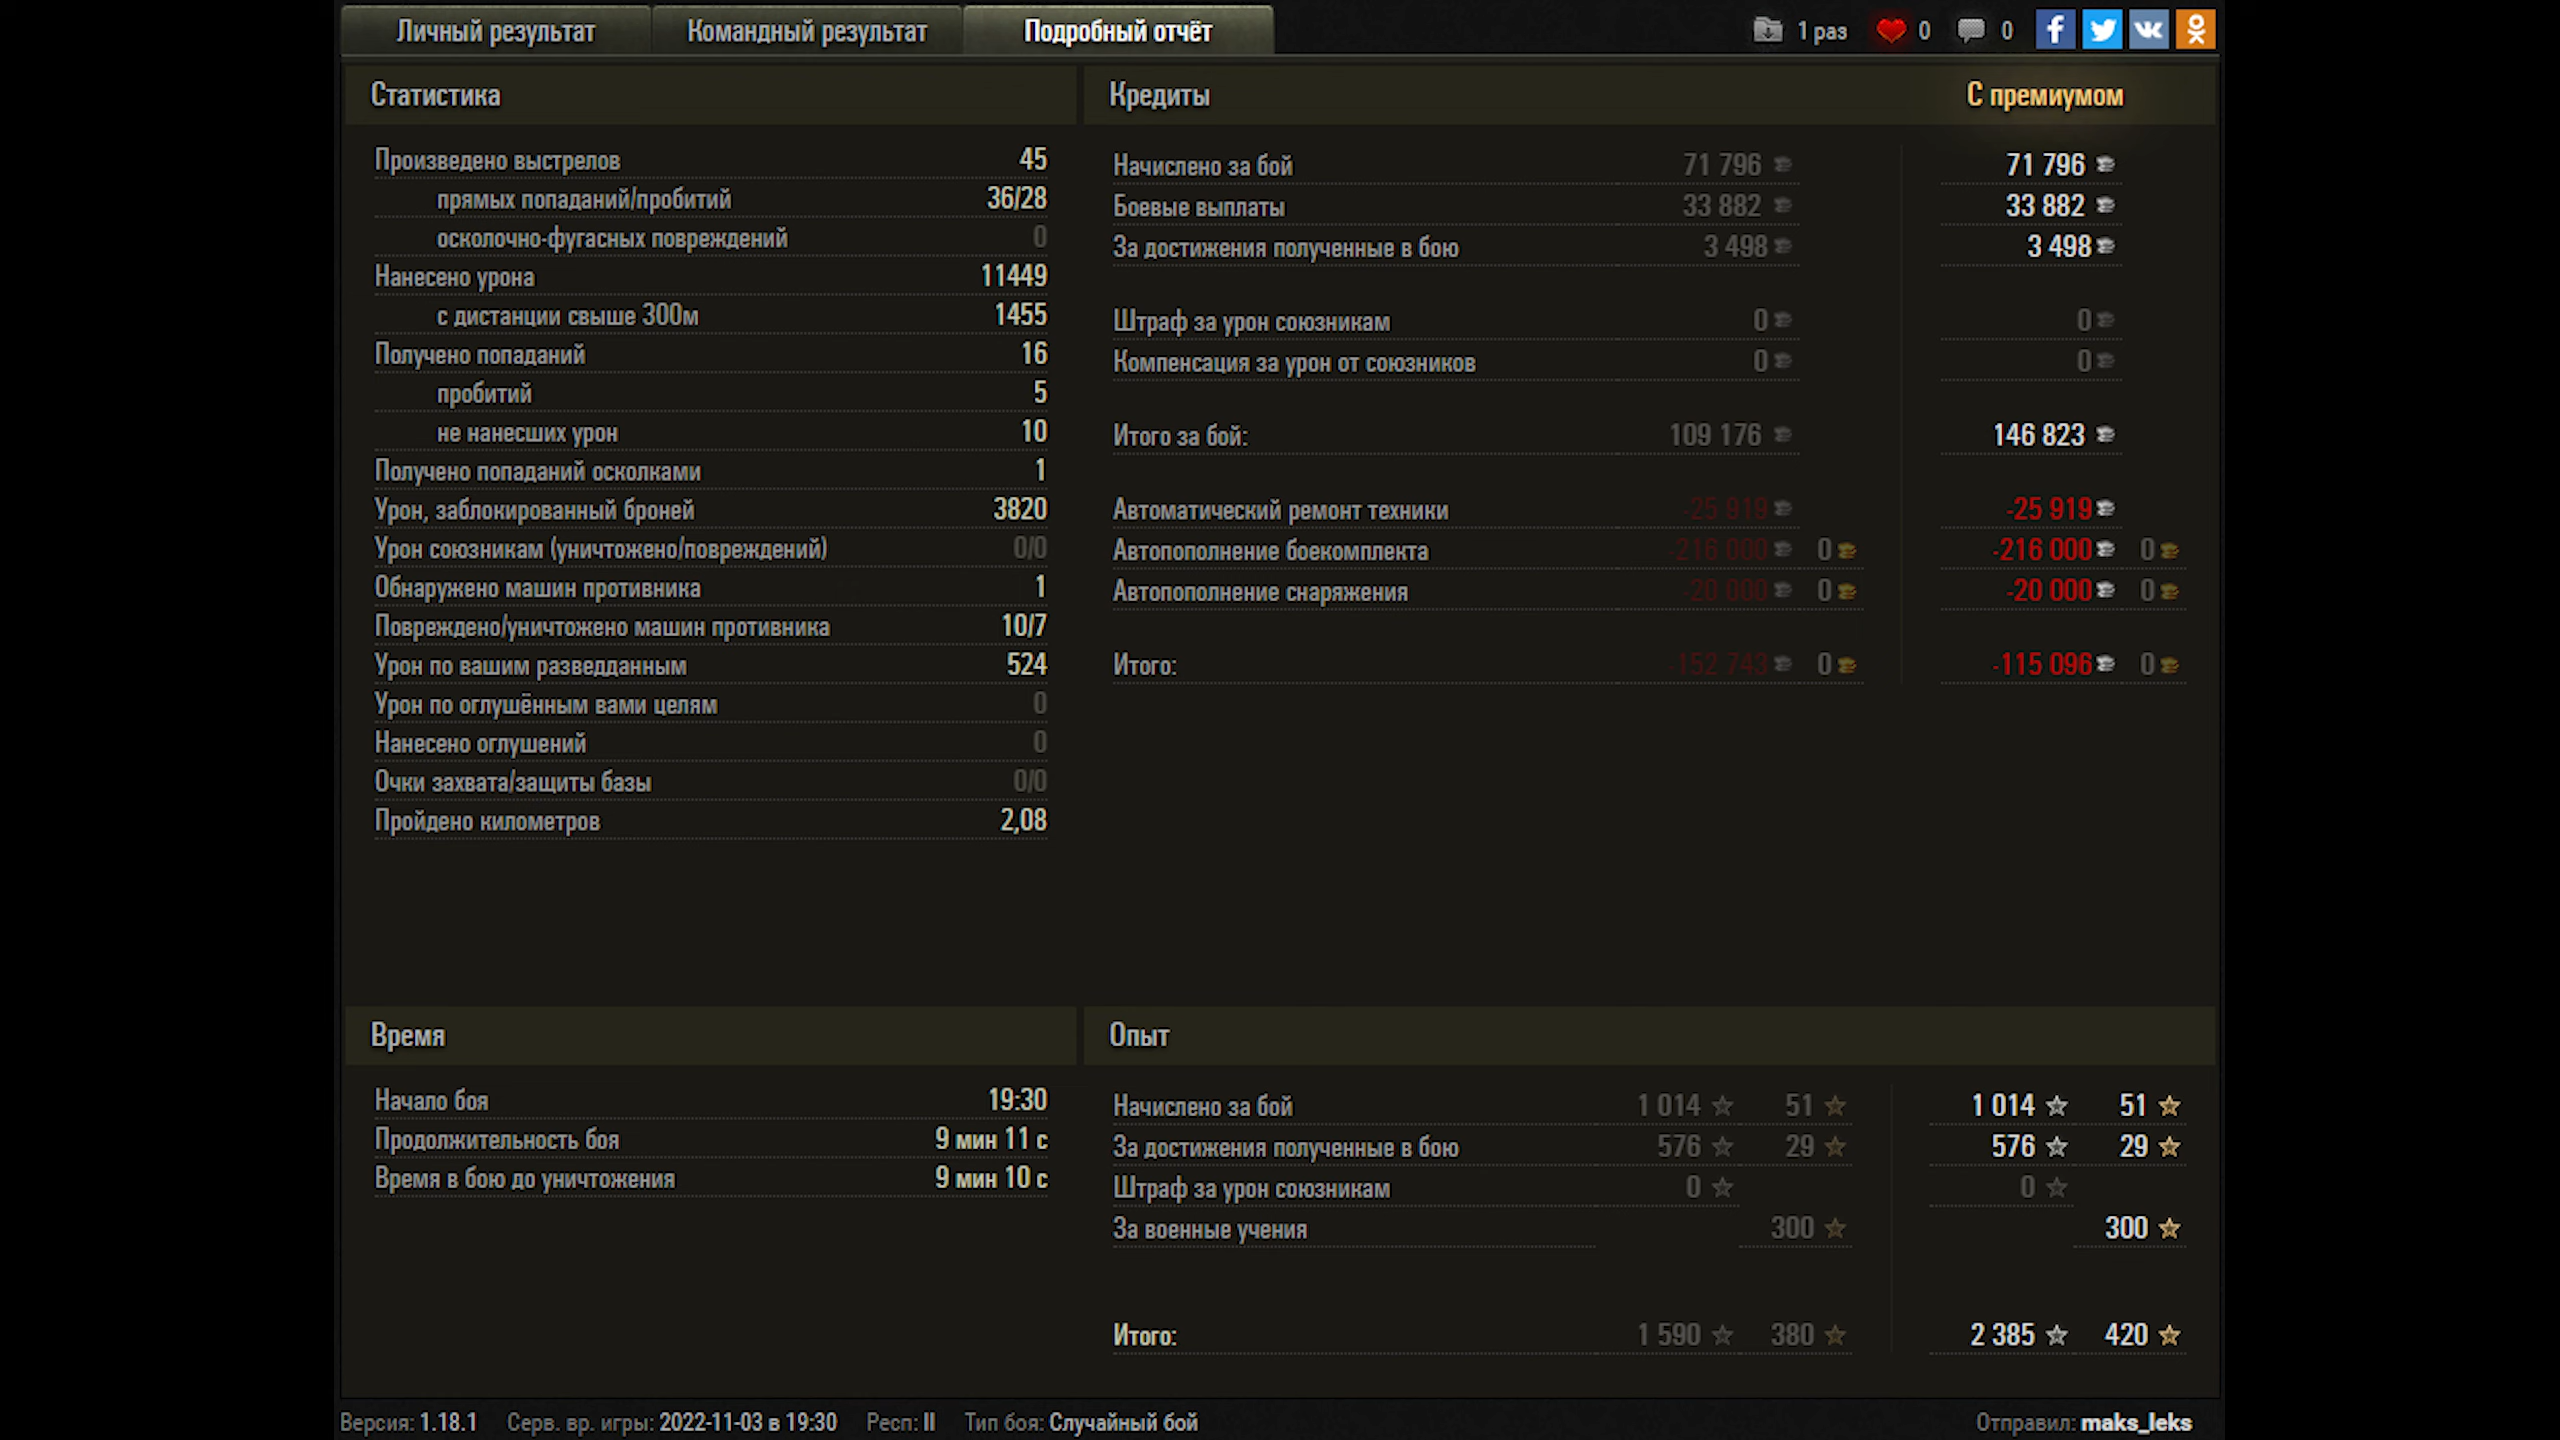 Личный результат Командный результат Подробный отчёт 1 раз 0 0
Статистика
Произведено выстрелов 45
прямых попаданий/пробитий 36/28
осколочно-фугасных повреждений 0
Нанесено урона 11449
с дистанции свыше 300м 1455
Получено попаданий 16
пробитий 5
не нанесших урон 10
Получено попаданий осколками 1
Урон, заблокированный броней 3820
Урон союзникам (уничтожено/повреждений) 0/0
Обнаружено машин противника 1
Повреждено/уничтожено машин противника 10/7
Урон по вашим разведданным 524
Урон по оглушённым вами целям 0
Нанесено оглушений 0
Очки захвата/защиты базы 0/0
Пройдено километров 2,08
Кредиты С премиумом
Начислено за бой 71 796 71 796
Боевые выплаты 33 882 33 882
За достижения полученные в бою 3 498 3 498
Штраф за урон союзникам 0 0
Компенсация за урон от союзников 0 0
Итого за бой: 109 176 146 823
Автоматический ремонт техники -25 919 -25 919
Автопополнение боекомплекта -216 000 0 -216 000 0
Автопополнение снаряжения -20 000 0 -20 000 0
Итого: -152 743 0 -115 096 0
Время
Начало боя 19:30
Продолжительность боя 9 мин 11 с
Время в бою до уничтожения 9 мин 10 с
Опыт
Начислено за бой 1 014 51 1 014 51
За достижения полученные в бою 576 29 576 29
Штраф за урон союзникам 0 0
За военные учения 300 300
Итого: 1 590 380 2 385 420
Версия: 1.18.1 Серв. вр. игры: 2022-11-03 в 19:30 Респ: II Тип боя: Случайный бой Отправил: maks_leks